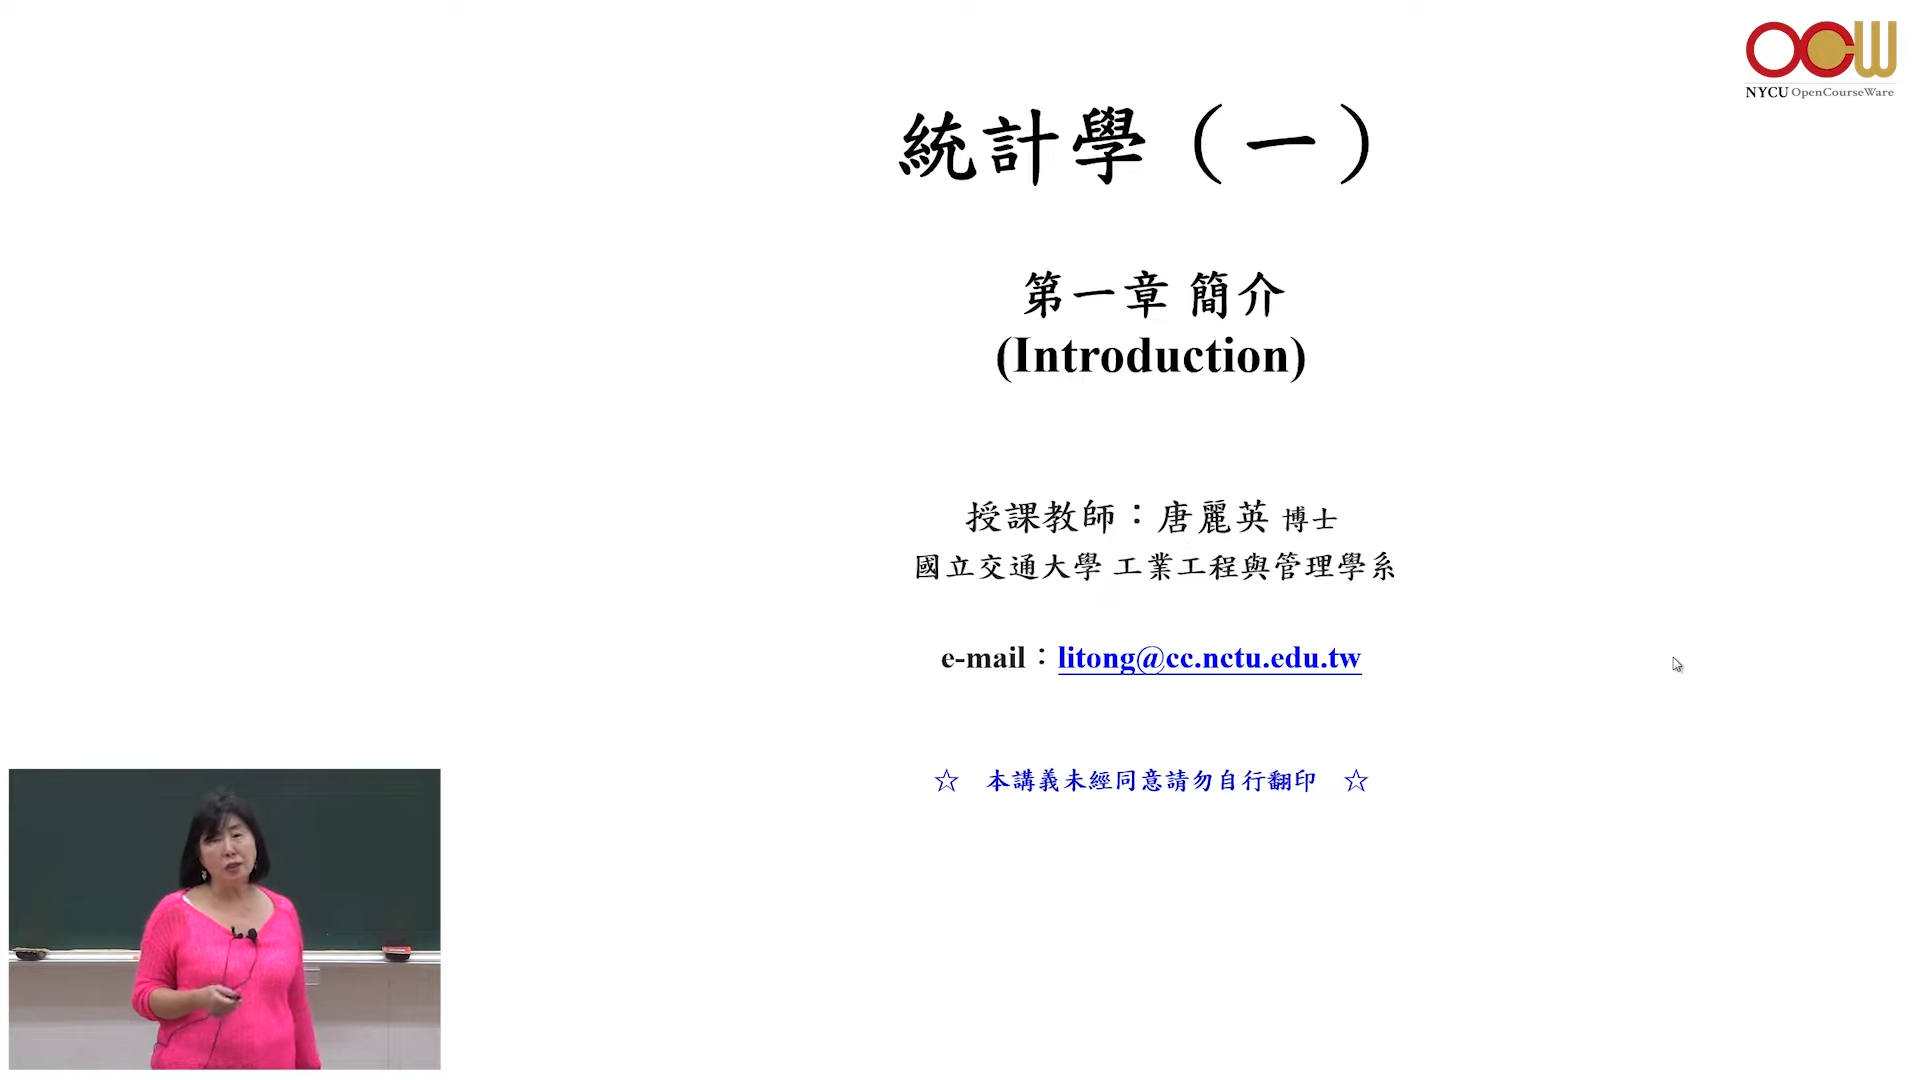 OCW
NYCU OpenCourseWare
統計學（一）
第一章 簡介
(Introduction)
授課教師：唐麗英 博士
國立交通大學 工業工程與管理學系
e-mail：litong@cc.nctu.edu.tw
☆ 本講義未經同意請勿自行翻印 ☆